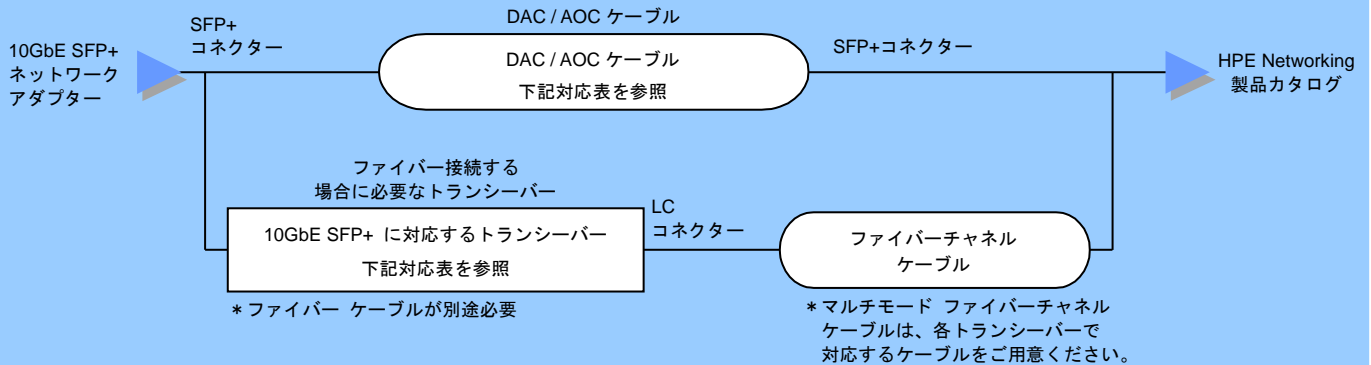 10GbE SFP+
ネットワーク
アダプター
SFP+
コネクター
DAC / AOC ケーブル
DAC / AOC ケーブル
下記対応表を参照
SFP+コネクター
HPE Networking
製品カタログ
ファイバー接続する
場合に必要なトランシーバー
10GbE SFP+ に対応するトランシーバー
下記対応表を参照
＊ファイバー ケーブルが別途必要
LC
コネクター
ファイバーチャネル
ケーブル
＊マルチモード ファイバーチャネル
ケーブルは、各トランシーバーで
対応するケーブルをご用意ください。